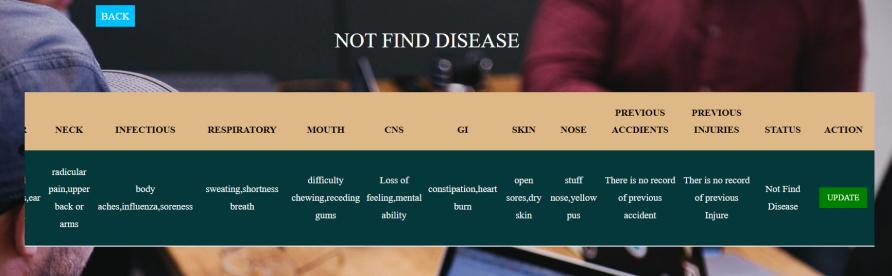 BACK
NOT FIND DISEASE
NECK INFECTIOUS RESPIRATORY MOUTH CNS GI SKIN NOSE PREVIOUS ACCDIENTS PREVIOUS INJURIES STATUS ACTION
radicular pain,upper back or arms
body aches,influenza,soreness
sweating,shortness breath
difficulty chewing,receding gums
Loss of feeling,mental ability
constipation,heart burn
open sores,dry skin
stuff nose,yellow pus
There is no record of previous accident
Ther is no record of previous Injure
Not Find Disease
UPDATE